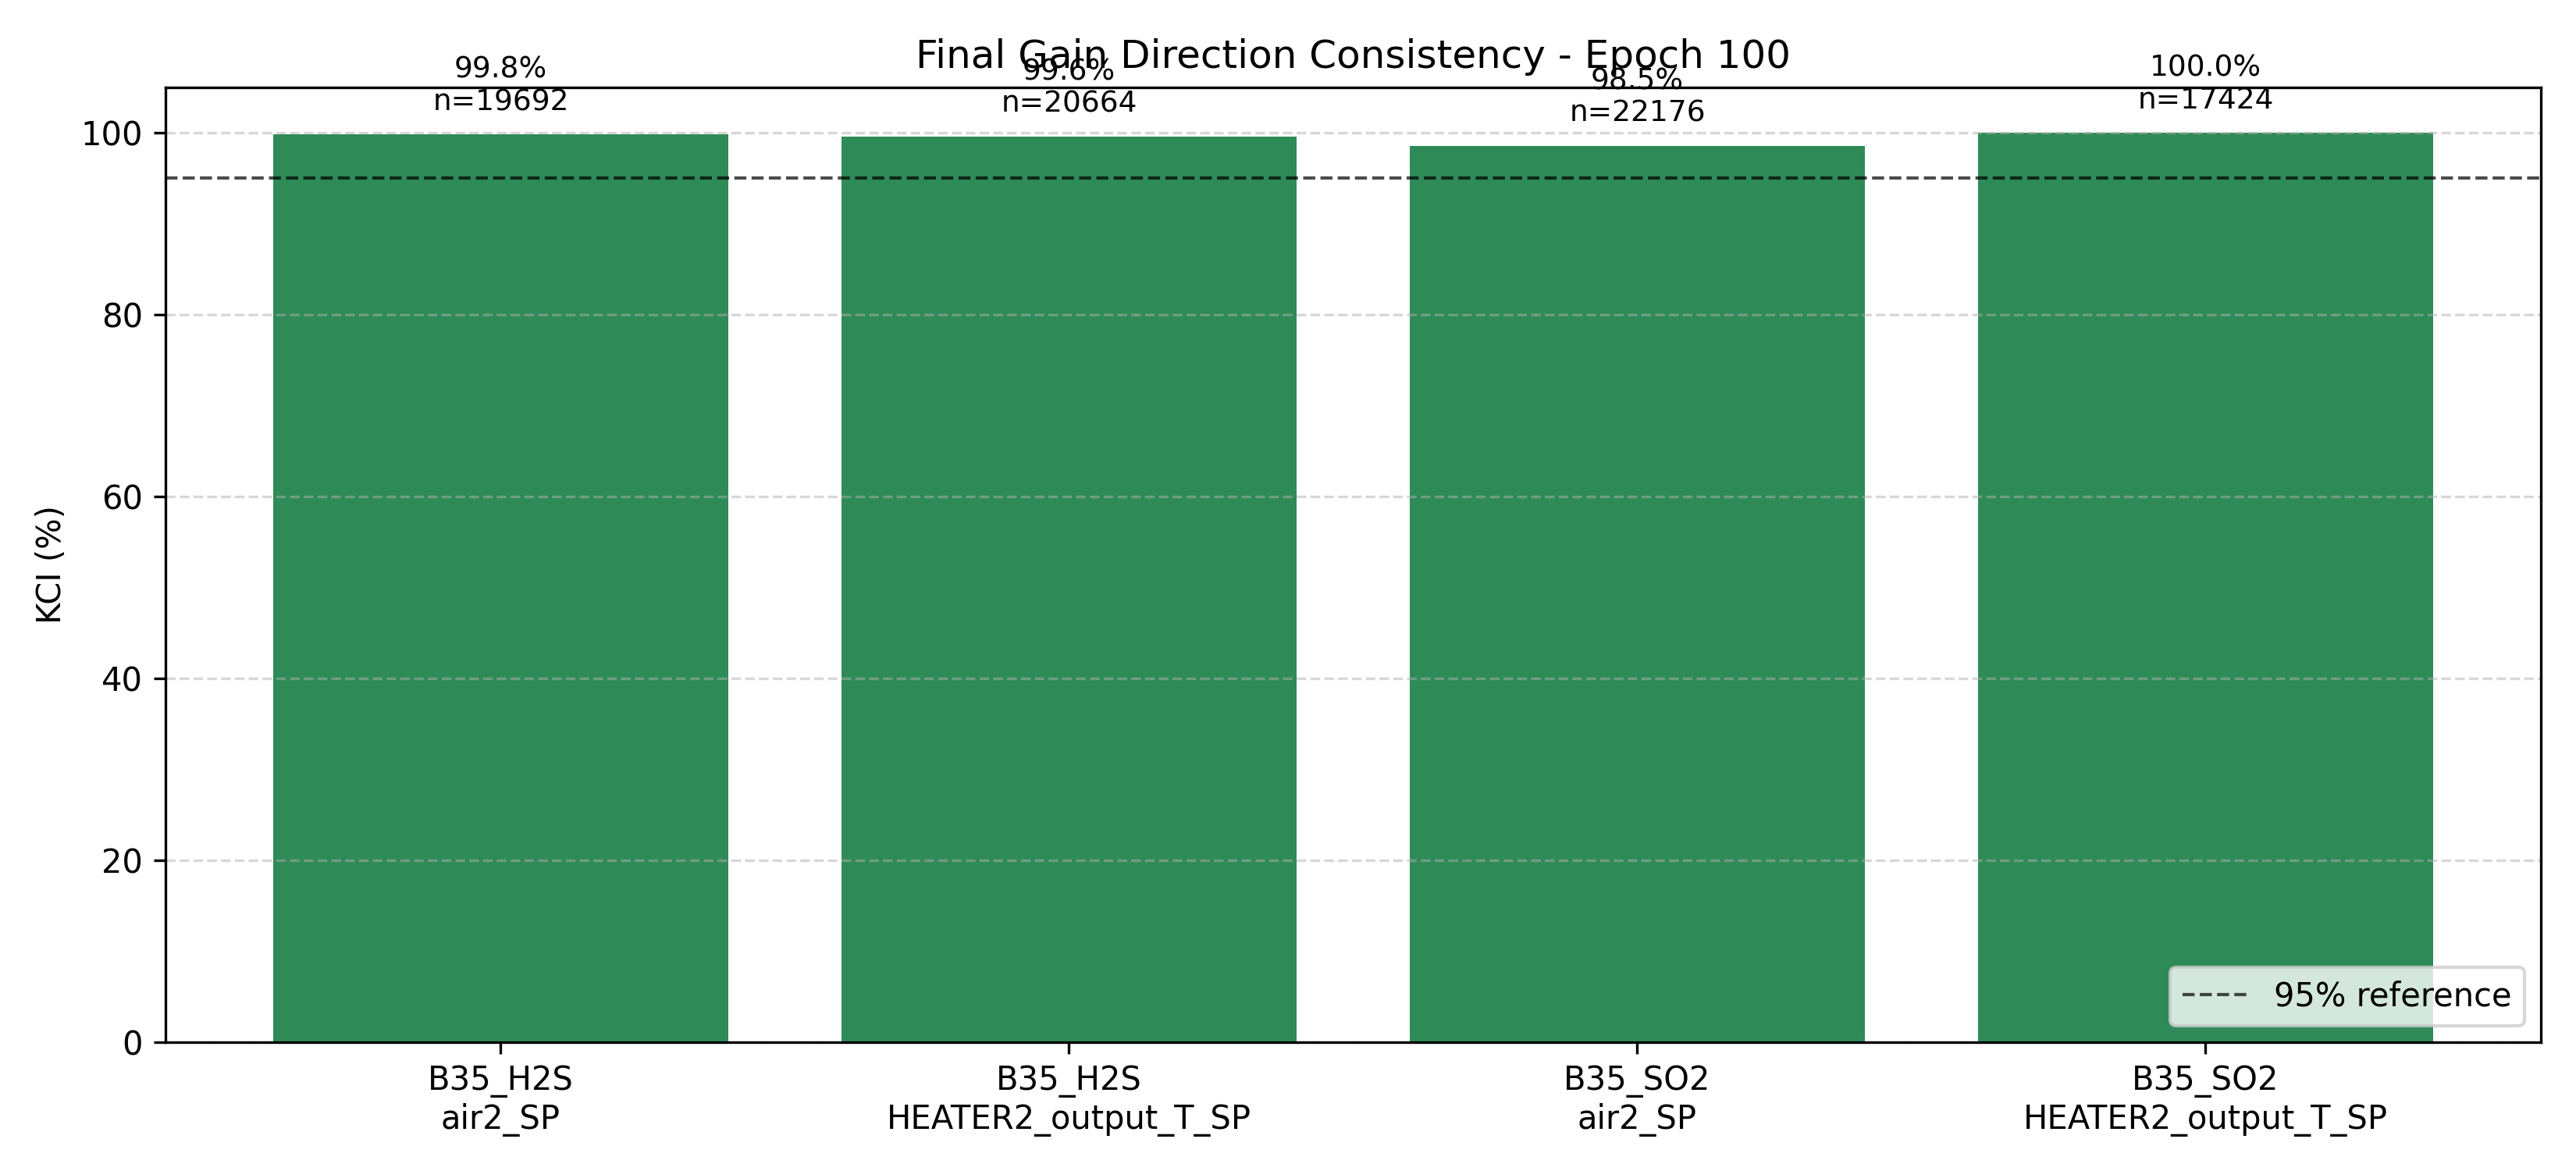 Final Gain Direction Consistency - Epoch 100
99.8%
n=19692
99.6%
n=20664
98.5%
n=22176
100.0%
n=17424
KCI (%)
100
80
60
40
20
0
95% reference
B35_H2S
air2_SP
B35_H2S
HEATER2_output_T_SP
B35_SO2
air2_SP
B35_SO2
HEATER2_output_T_SP